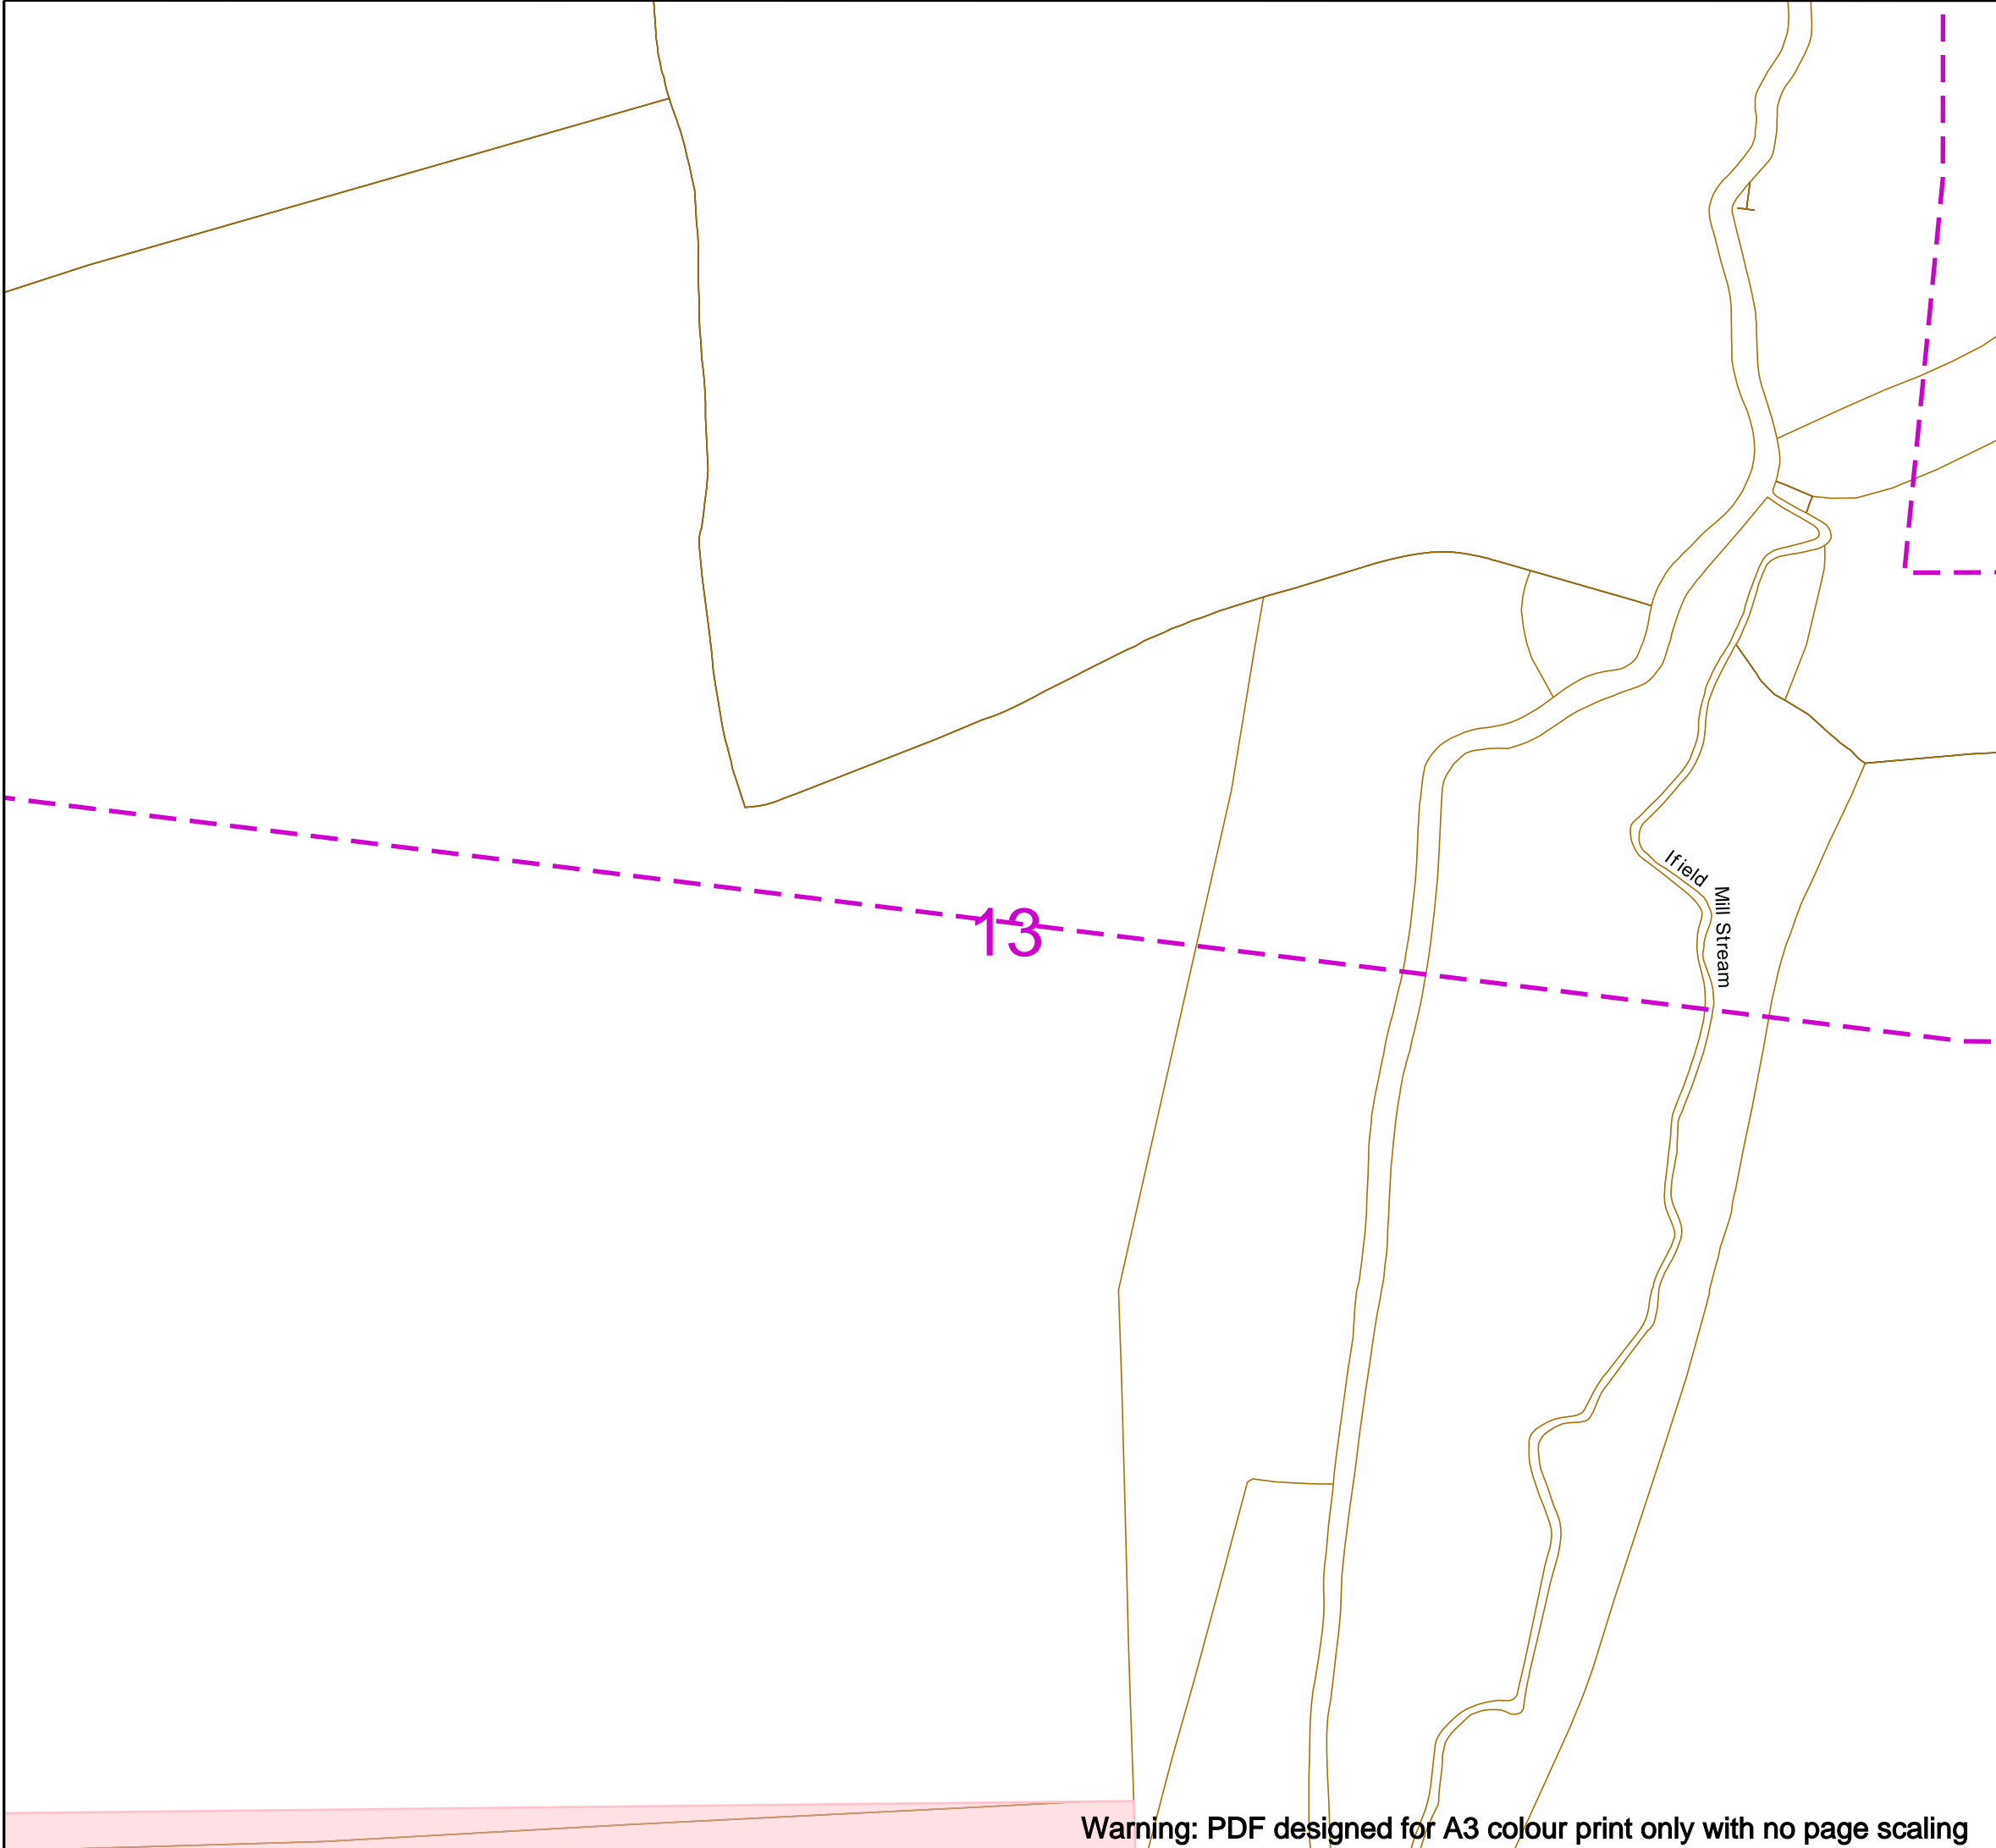 Ifield Mill Stream
13
Warning: PDF designed for A3 colour print only with no page scaling